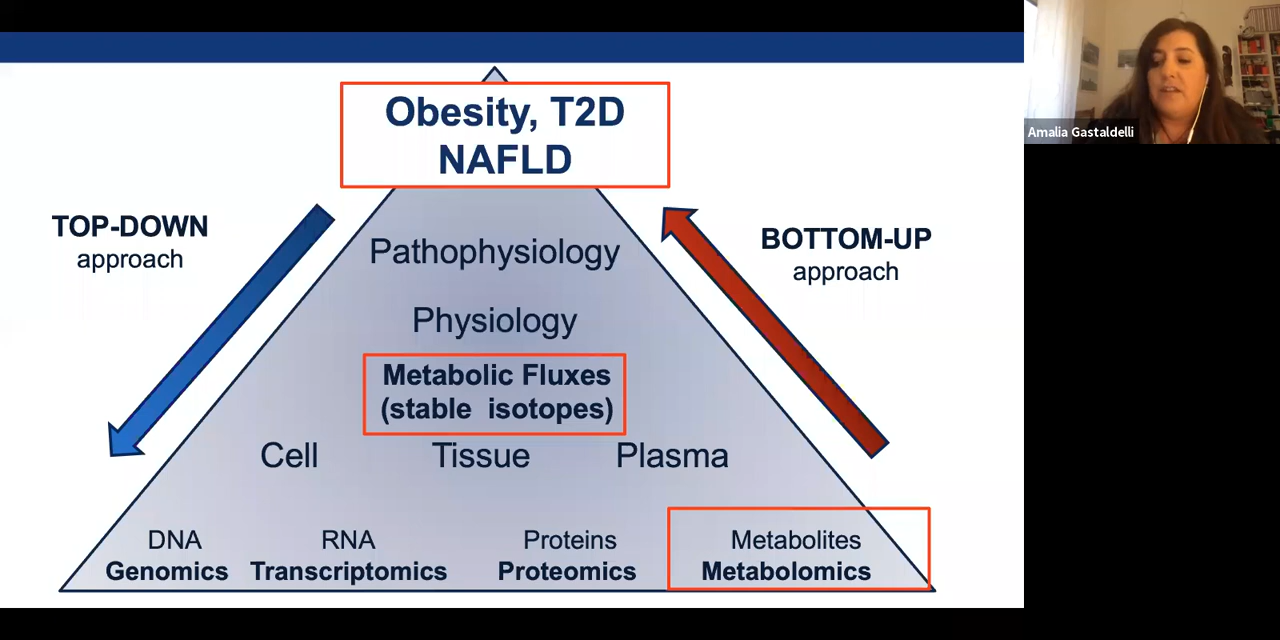 Obesity, T2D
NAFLD
TOP-DOWN
approach
BOTTOM-UP
approach
Pathophysiology
Physiology
Metabolic Fluxes
(stable isotopes)
Cell Tissue Plasma
DNA RNA Proteins Metabolites
Genomics Transcriptomics Proteomics Metabolomics
Amalia Gastaldelli